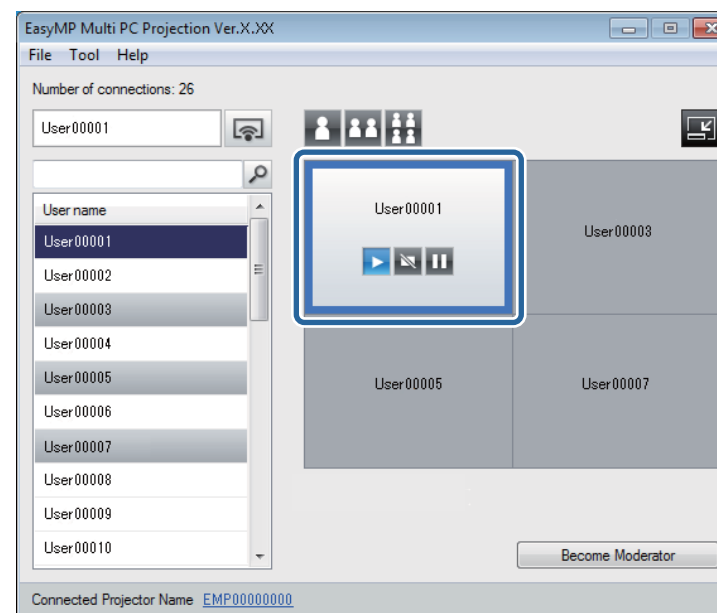 EasyMP Multi PC Projection Ver.X.XX
File Tool Help
Number of connections: 26
User00001
User name
User00001
User00002
User00003
User00004
User00005
User00006
User00007
User00008
User00009
User00010
User00001
User00003
User00005
User00007
Become Moderator
Connected Projector Name EMP00000000